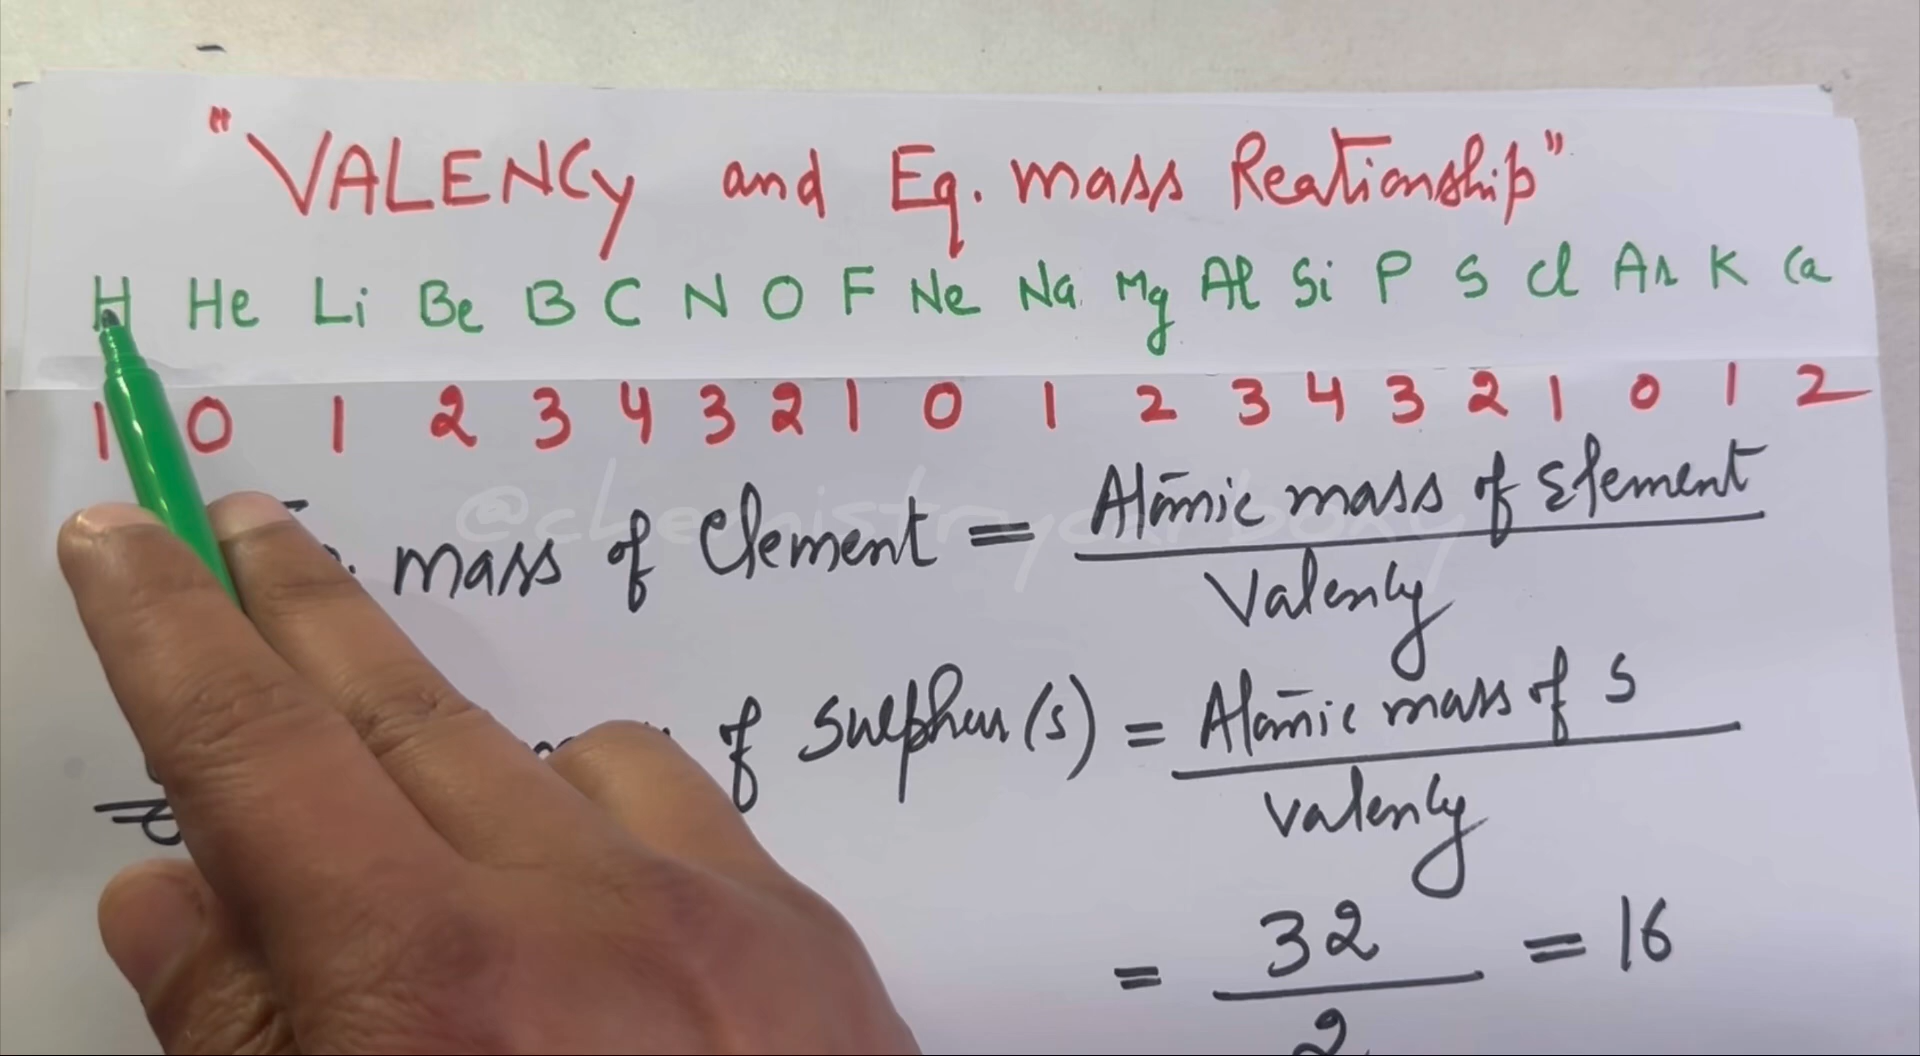 "VALENCy and Eq. mass Reationship"
H He Li Be B C N O F Ne Na Mg Al Si P S Cl Ar K Ca
1 0 1 2 3 4 3 2 1 0 1 2 3 4 3 2 1 0 1 2
mass of Element = Atomic mass of Element
Valency
of Sulphur (s) = Atomic mass of S
Valency
= 32 = 16
2
@chemistrycarbony